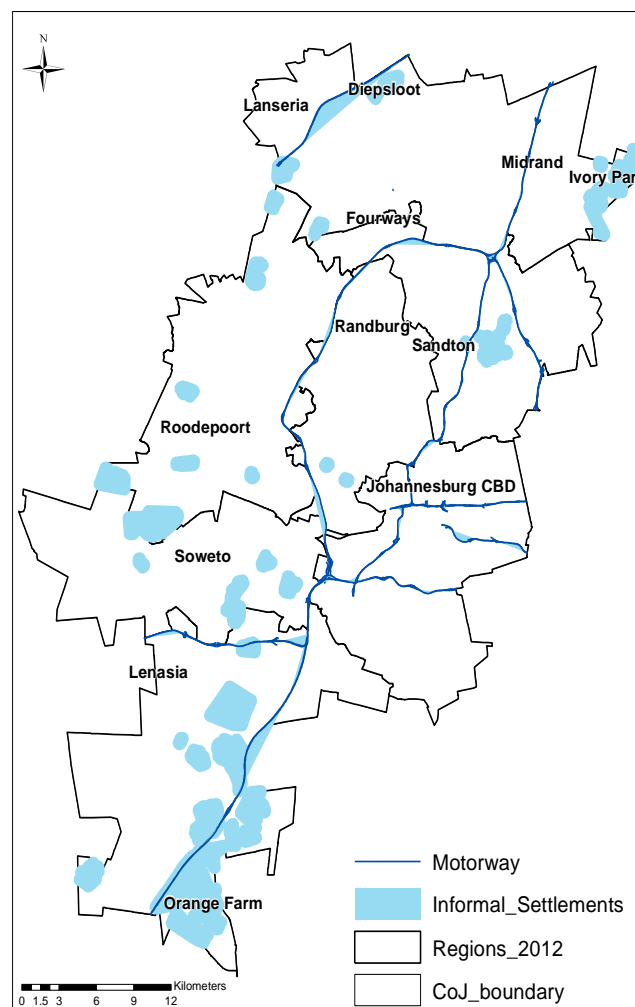 N
Diepsloot
Lanseria
Midrand
Ivory Par
Fourways
Randburg
Sandton
Roodepoort
Johannesburg CBD
Soweto
Lenasia
Orange Farm
Motorway
Informal_Settlements
Regions_2012
CoJ_boundary
Kilometers
0 1.5 3 6 9 12